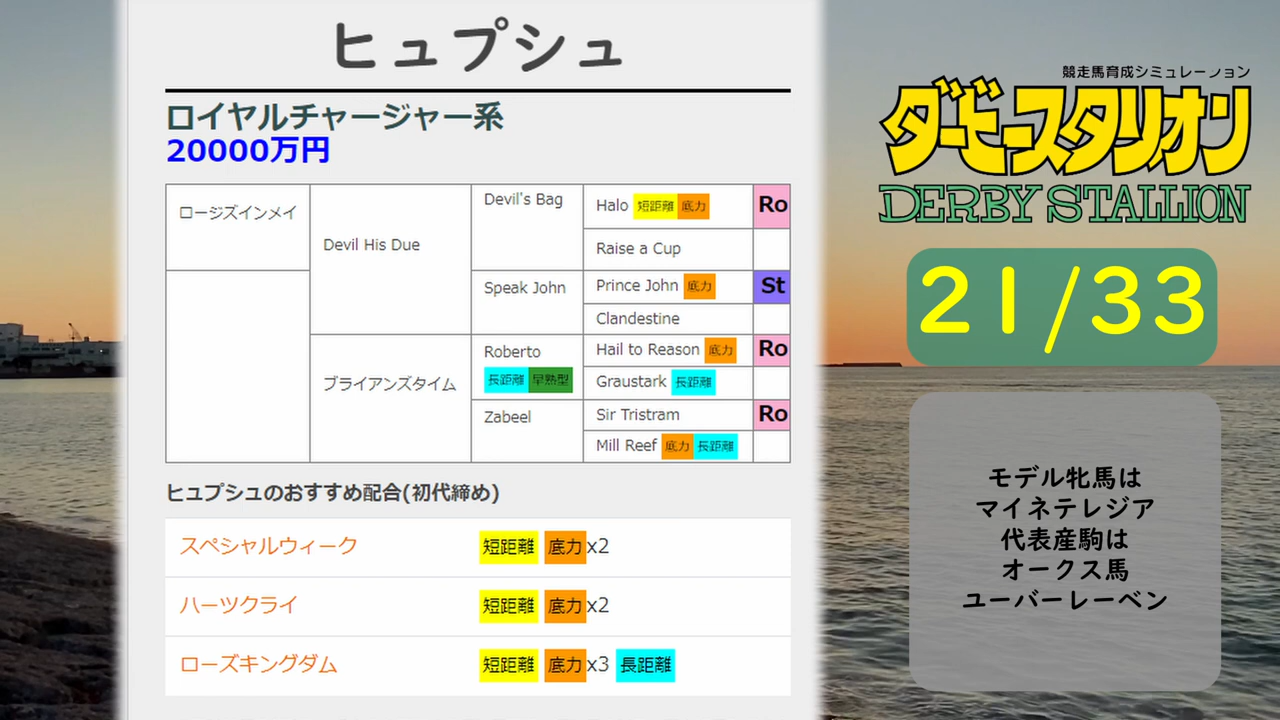 ヒュプシュ
ロイヤルチャージャー系
20000万円
ロージズインメイ
Devil His Due
Devil's Bag
Halo 短距離 底力
Ro
Raise a Cup
Speak John
Prince John 底力
St
Clandestine
ブライアンズタイム
Roberto
長距離 早熟型
Hail to Reason 底力
Ro
Graustark 長距離
Zabeel
Sir Tristram
Ro
Mill Reef 底力 長距離
ヒュプシュのおすすめ配合(初代締め)
スペシャルウィーク 短距離 底力x2
ハーツクライ 短距離 底力x2
ローズキングダム 短距離 底力x3 長距離
競走馬育成シミュレーション
ダービースタリオン
DERBY STALLION
21/33
モデル牝馬は
マイネテレジア
代表産駒は
オークス馬
ユーバーレーベン